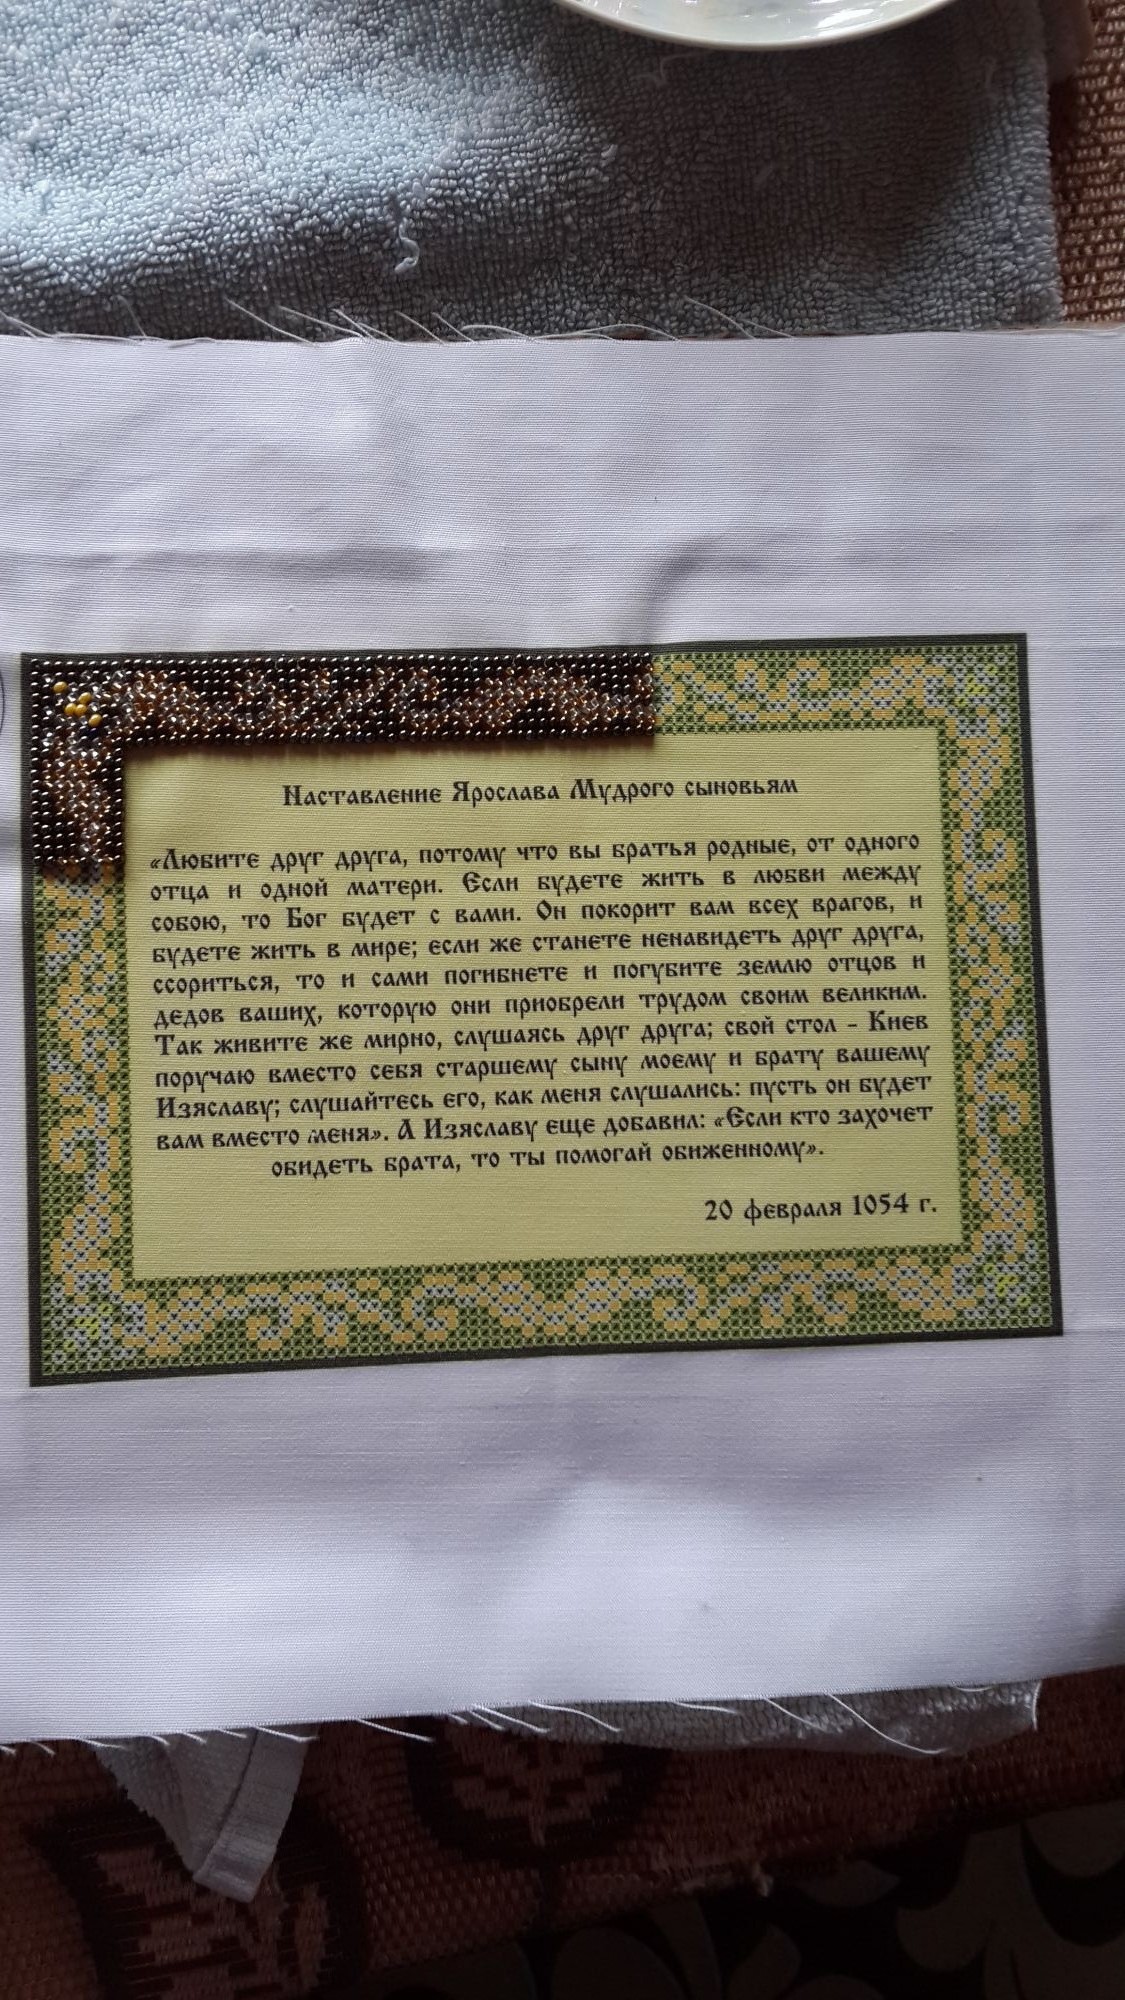 Наставление Ярослава Мудрого сыновьям
«Любите друг друга, потому что вы братья родные, от одного
отца и одной матери. Если будете жить в любви между
собою, то Бог будет с вами. Он покорит вам всех врагов, и
будете жить в мире; если же станете ненавидеть друг друга,
ссориться, то и сами погибнете и погубите землю отцов и
дедов ваших, которую они приобрели трудом своим великим.
Так живите же мирно, слушаясь друг друга; свой стол - Киев
поручаю вместо себя старшему сыну моему и брату вашему
Изяславу; слушайтесь его, как меня слушались: пусть он будет
вам вместо меня». А Изяславу еще добавил: «Если кто захочет
обидеть брата, то ты помогай обиженному».
20 февраля 1054 г.